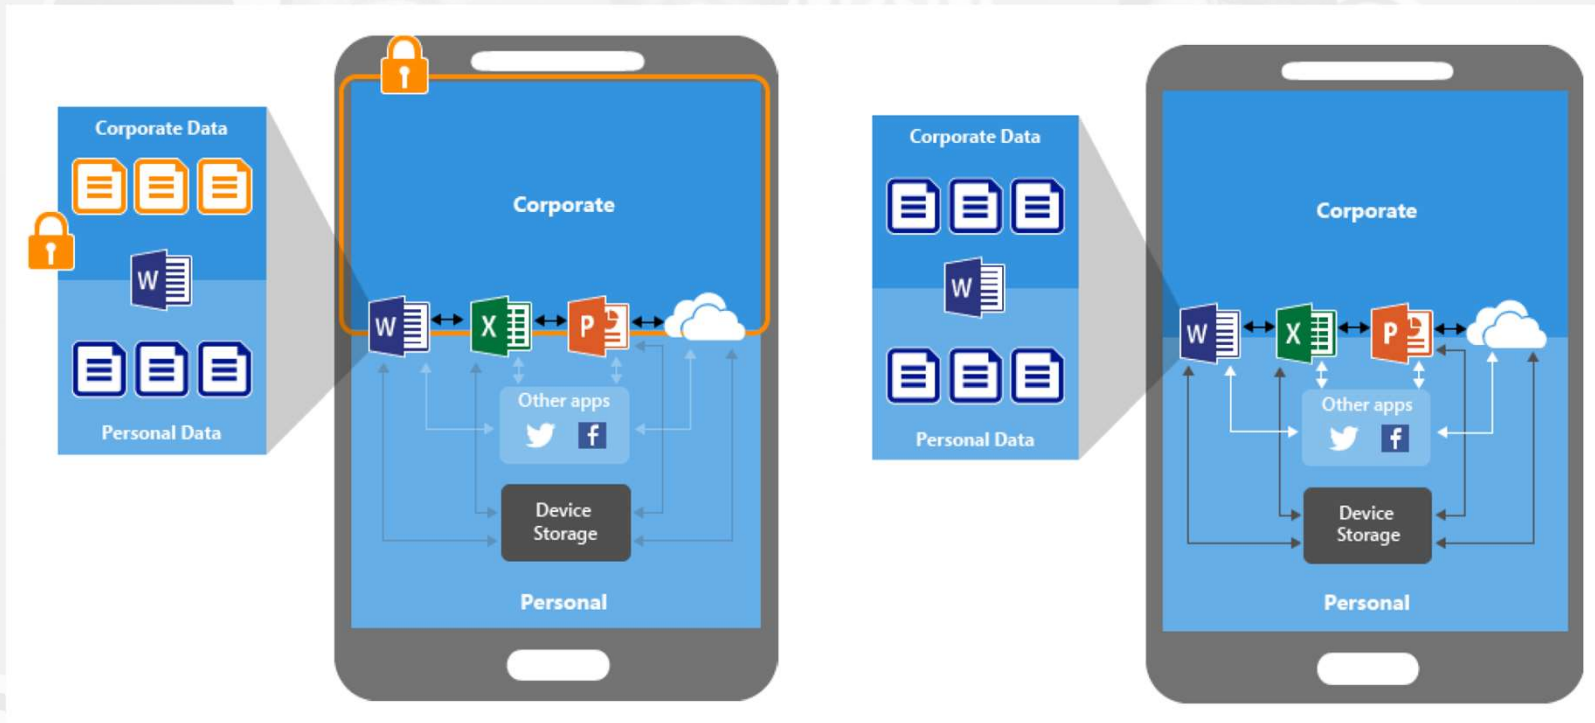 Corporate Data
W
Personal Data
Corporate
W
X
P
Other apps
f
Device
Storage
Personal
Corporate Data
W
Personal Data
Corporate
W
X
P
Other apps
f
Device
Storage
Personal